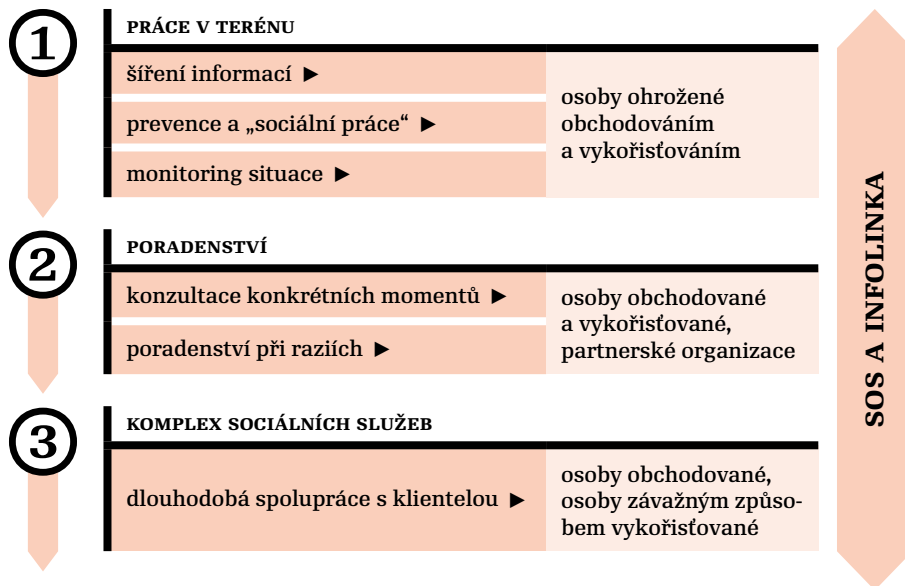 1
PRÁCE V TERÉNU
šíření informací ▶
prevence a „sociální práce“ ▶
monitoring situace ▶
osoby ohrožené
obchodováním
a vykořisťováním
2
PORADENSTVÍ
konzultace konkrétních momentů ▶
poradenství při raziích ▶
osoby obchodované
a vykořisťované,
partnerské organizace
3
KOMPLEX SOCIÁLNÍCH SLUŽEB
dlouhodobá spolupráce s klientelou ▶
osoby obchodované,
osoby závažným způso-
bem vykořisťované
SOS A INFOLINKA